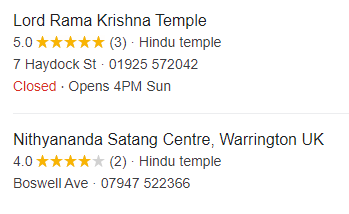 Lord Rama Krishna Temple
5.0 ★★★★★ (3) · Hindu temple
7 Haydock St · 01925 572042
Closed · Opens 4PM Sun
Nithyananda Satang Centre, Warrington UK
4.0 ★★★★★ (2) · Hindu temple
Boswell Ave · 07947 522366